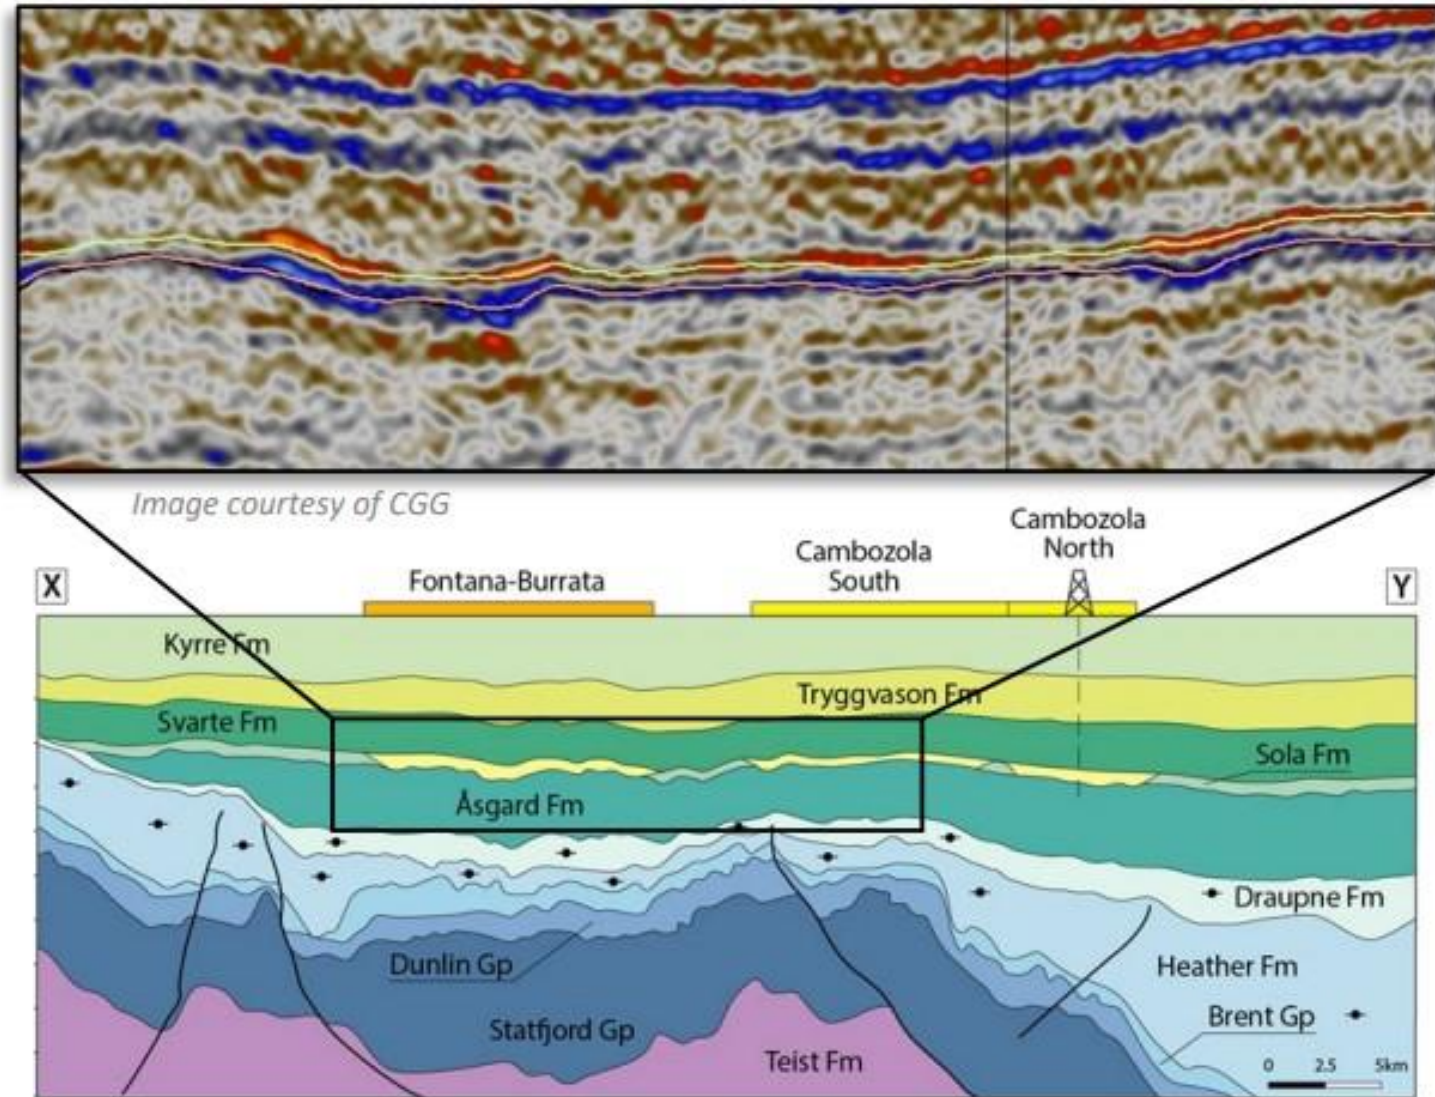 Image courtesy of CGG
Cambozola
North
Cambozola
South
Fontana-Burrata
X
Y
Kyrre Fm
Tryggvason Fm
Svarte Fm
Sola Fm
Åsgard Fm
Draupne Fm
Dunlin Gp
Heather Fm
Brent Gp
Statfjord Gp
Teist Fm
0 2.5 5km